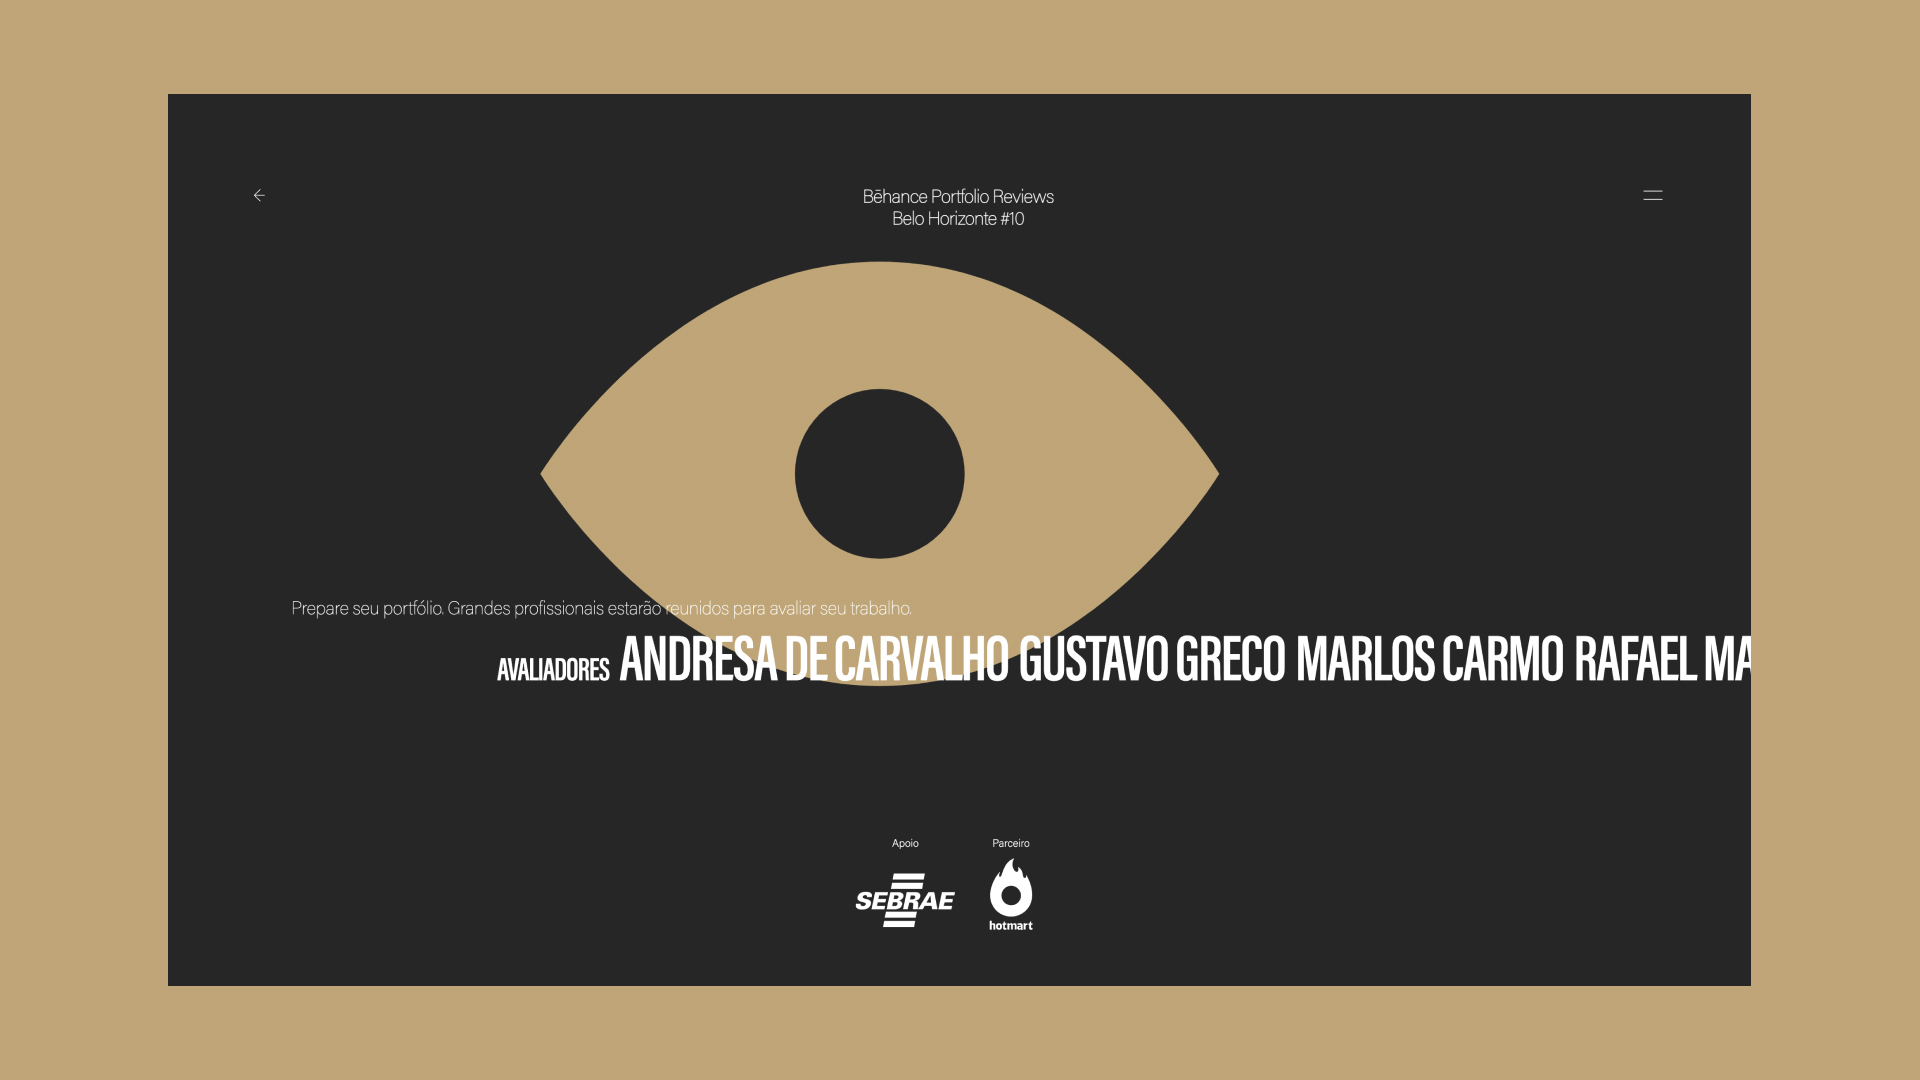 Bēhance Portfolio Reviews
Belo Horizonte #10
Prepare seu portfólio. Grandes profissionais estarão reunidos para avaliar seu trabalho.
AVALIADORES ANDRESA DE CARVALHO GUSTAVO GRECO MARLOS CARMO RAFAEL MA
Apoio
Parceiro
SEBRAE
hotmart